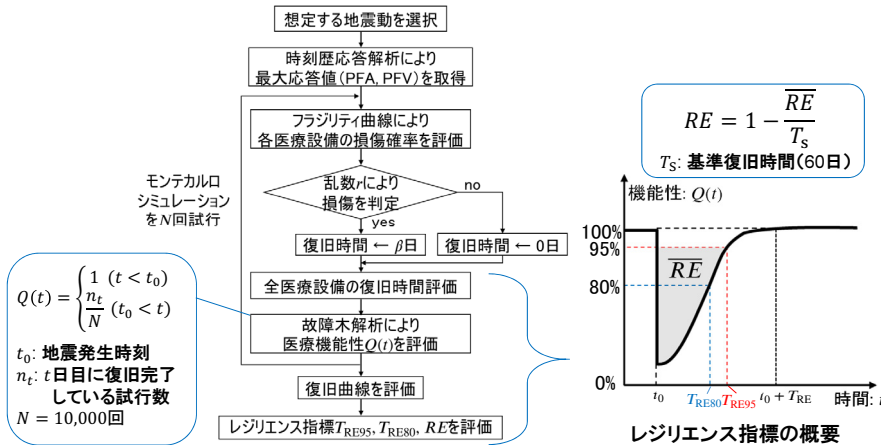 想定する地震動を選択
時刻歴応答解析により
最大応答値(PFA, PFV)を取得
フラジリティ曲線により
各医療設備の損傷確率を評価
モンテカルロ
シミュレーション
をN回試行
乱数rにより
損傷を判定
no
yes
復旧時間 ← β日
復旧時間 ← 0日
全医療設備の復旧時間評価
故障木解析により
医療機能性Q(t)を評価
復旧曲線を評価
レジリエンス指標T_RE95, T_RE80, REを評価
Q(t) = { 1 (t < t_0)
n_t/N (t_0 < t)
t_0: 地震発生時刻
n_t: t日目に復旧完了
している試行数
N = 10,000回
RE = 1 − \overline{RE}/T_s
T_S: 基準復旧時間(60日)
機能性: Q(t)
100%
95%
\overline{RE}
80%
0%
t_0
T_RE80
T_RE95
t_0 + T_RE
時間: t
レジリエンス指標の概要